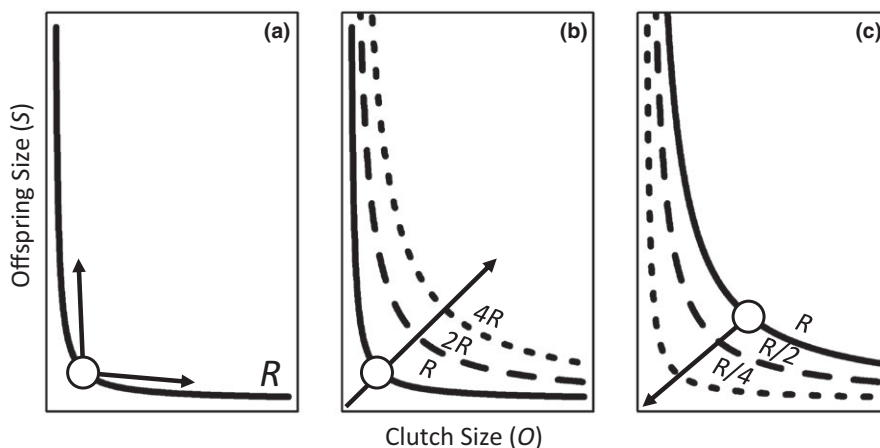 (a)
(b)
(c)
Offspring Size (S)
R
4R
2R
R
R
R/2
R/4
Clutch Size (O)